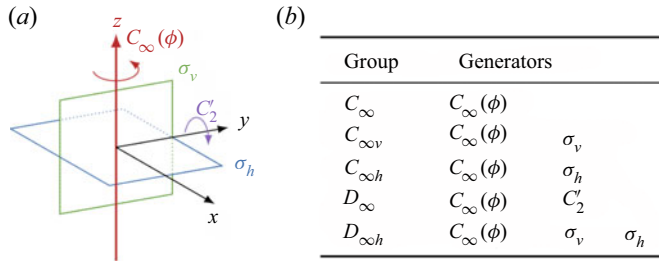 (a)
z
C∞(ϕ)
σv
C′2
y
σh
x
(b)
Group Generators
C∞ C∞(ϕ)
C∞v C∞(ϕ) σv
C∞h C∞(ϕ) σh
D∞ C∞(ϕ) C′2
D∞h C∞(ϕ) σv σh